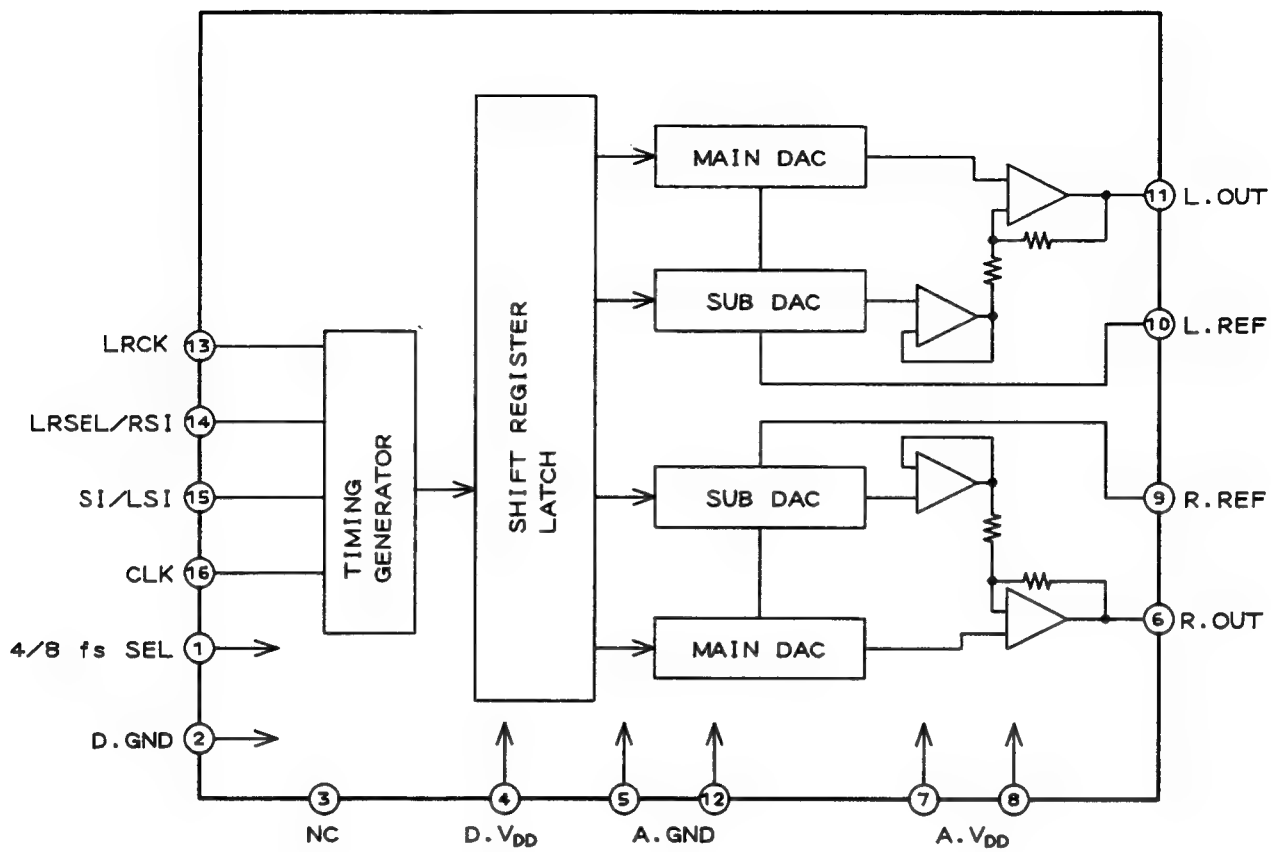 MAIN DAC
11 L.OUT
SUB DAC
10 L.REF
LRCK 13
LRSEL/RSI 14
SI/LSI 15
CLK 16
4/8 fs SEL 1
D.GND 2
TIMING
GENERATOR
SHIFT REGISTER
LATCH
SUB DAC
9 R.REF
MAIN DAC
6 R.OUT
3 4 5 12 7 8
NC D.VDD A.GND A.VDD